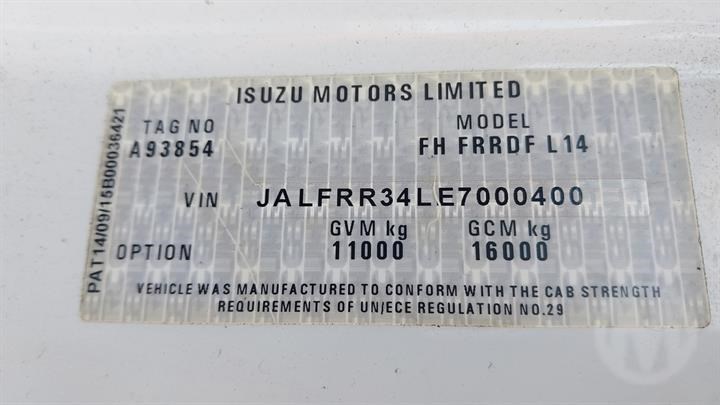 ISUZU MOTORS LIMITED
TAG NO MODEL
A93854 FH FRRDF L14
VIN JALFRR34LE7000400
GVM kg GCM kg
OPTION 11000 16000
VEHICLE WAS MANUFACTURED TO CONFORM WITH THE CAB STRENGTH
REQUIREMENTS OF UN/ECE REGULATION NO.29
PAT14/09/15B00036421